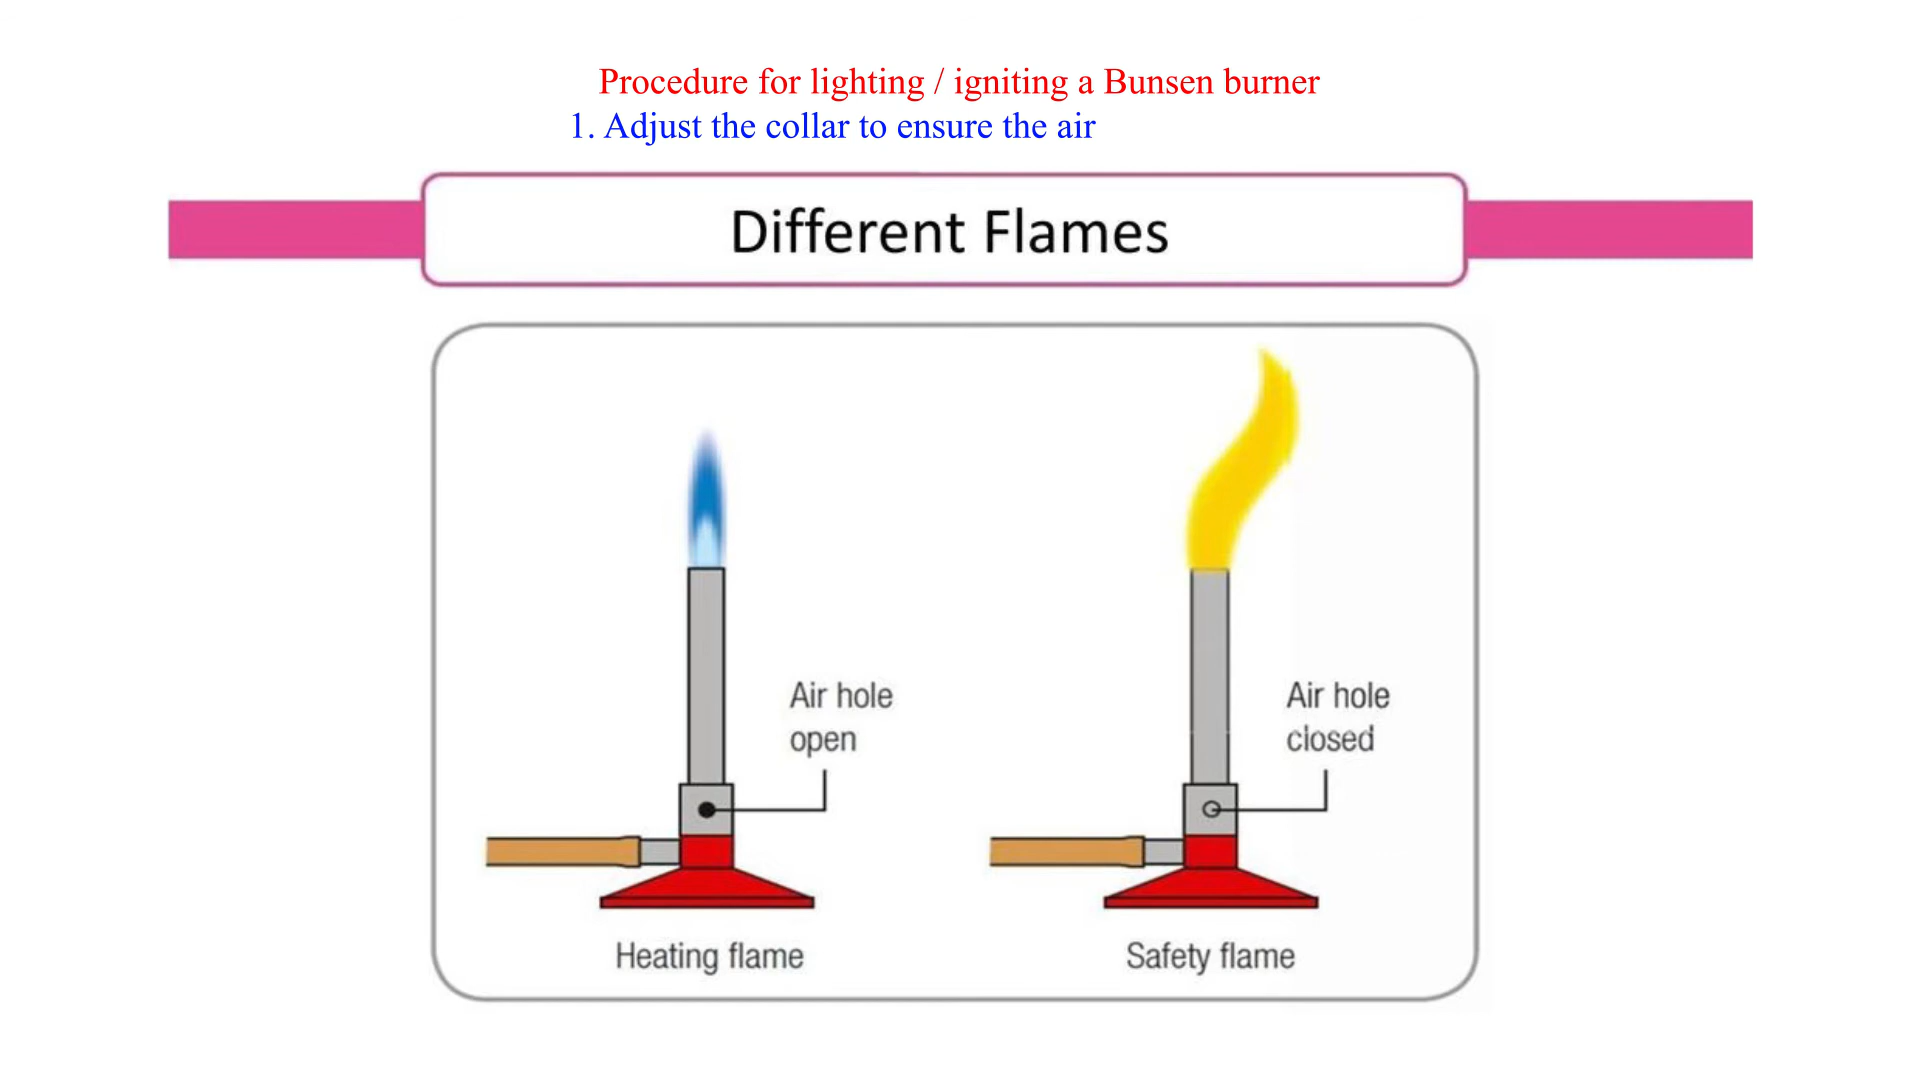 Procedure for lighting / igniting a Bunsen burner
1. Adjust the collar to ensure the air
Different Flames
Air hole
open
Air hole
closed
Heating flame
Safety flame